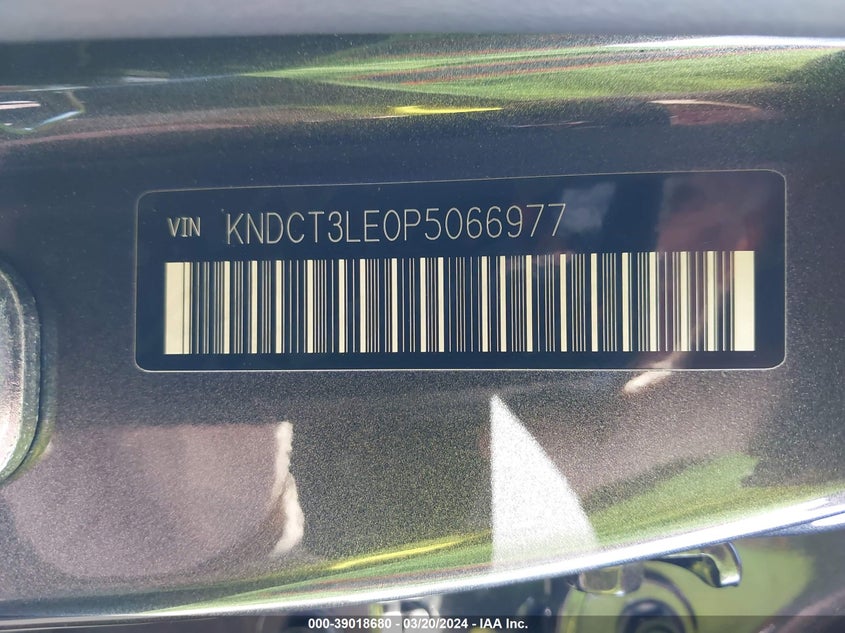 VIN KNDCT3LE0P5066977
000-39018680 - 03/20/2024 - IAA Inc.